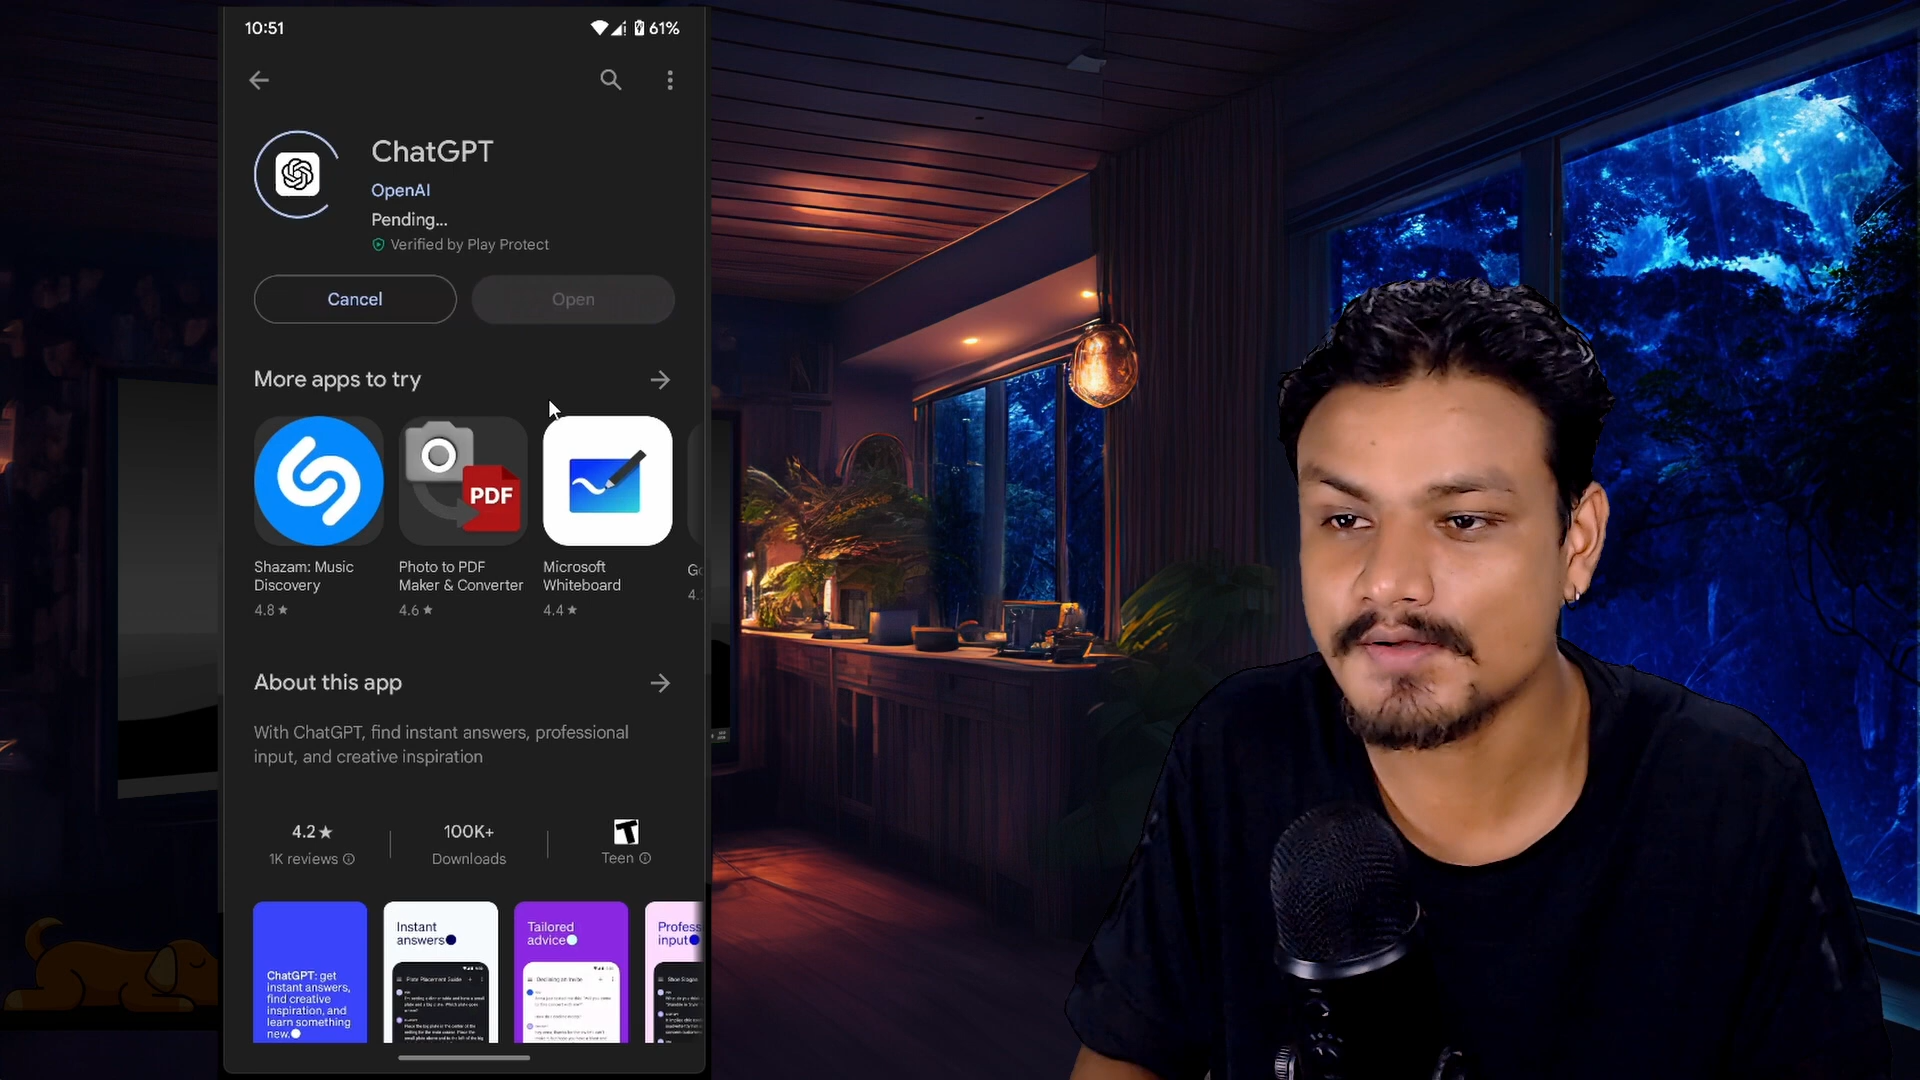 10:51
61%
ChatGPT
OpenAI
Pending...
Verified by Play Protect
Cancel
Open
More apps to try
PDF
Shazam: Music
Discovery
4.8 ★
Photo to PDF
Maker & Converter
4.6 ★
Microsoft
Whiteboard
4.4 ★
About this app
With ChatGPT, find instant answers, professional
input, and creative inspiration
4.2 ★
1K reviews
100K+
Downloads
T
Teen
ChatGPT: get
instant answers,
find creative
inspiration, and
learn something
new.
Instant
answers
Tailored
advice
Profess
input